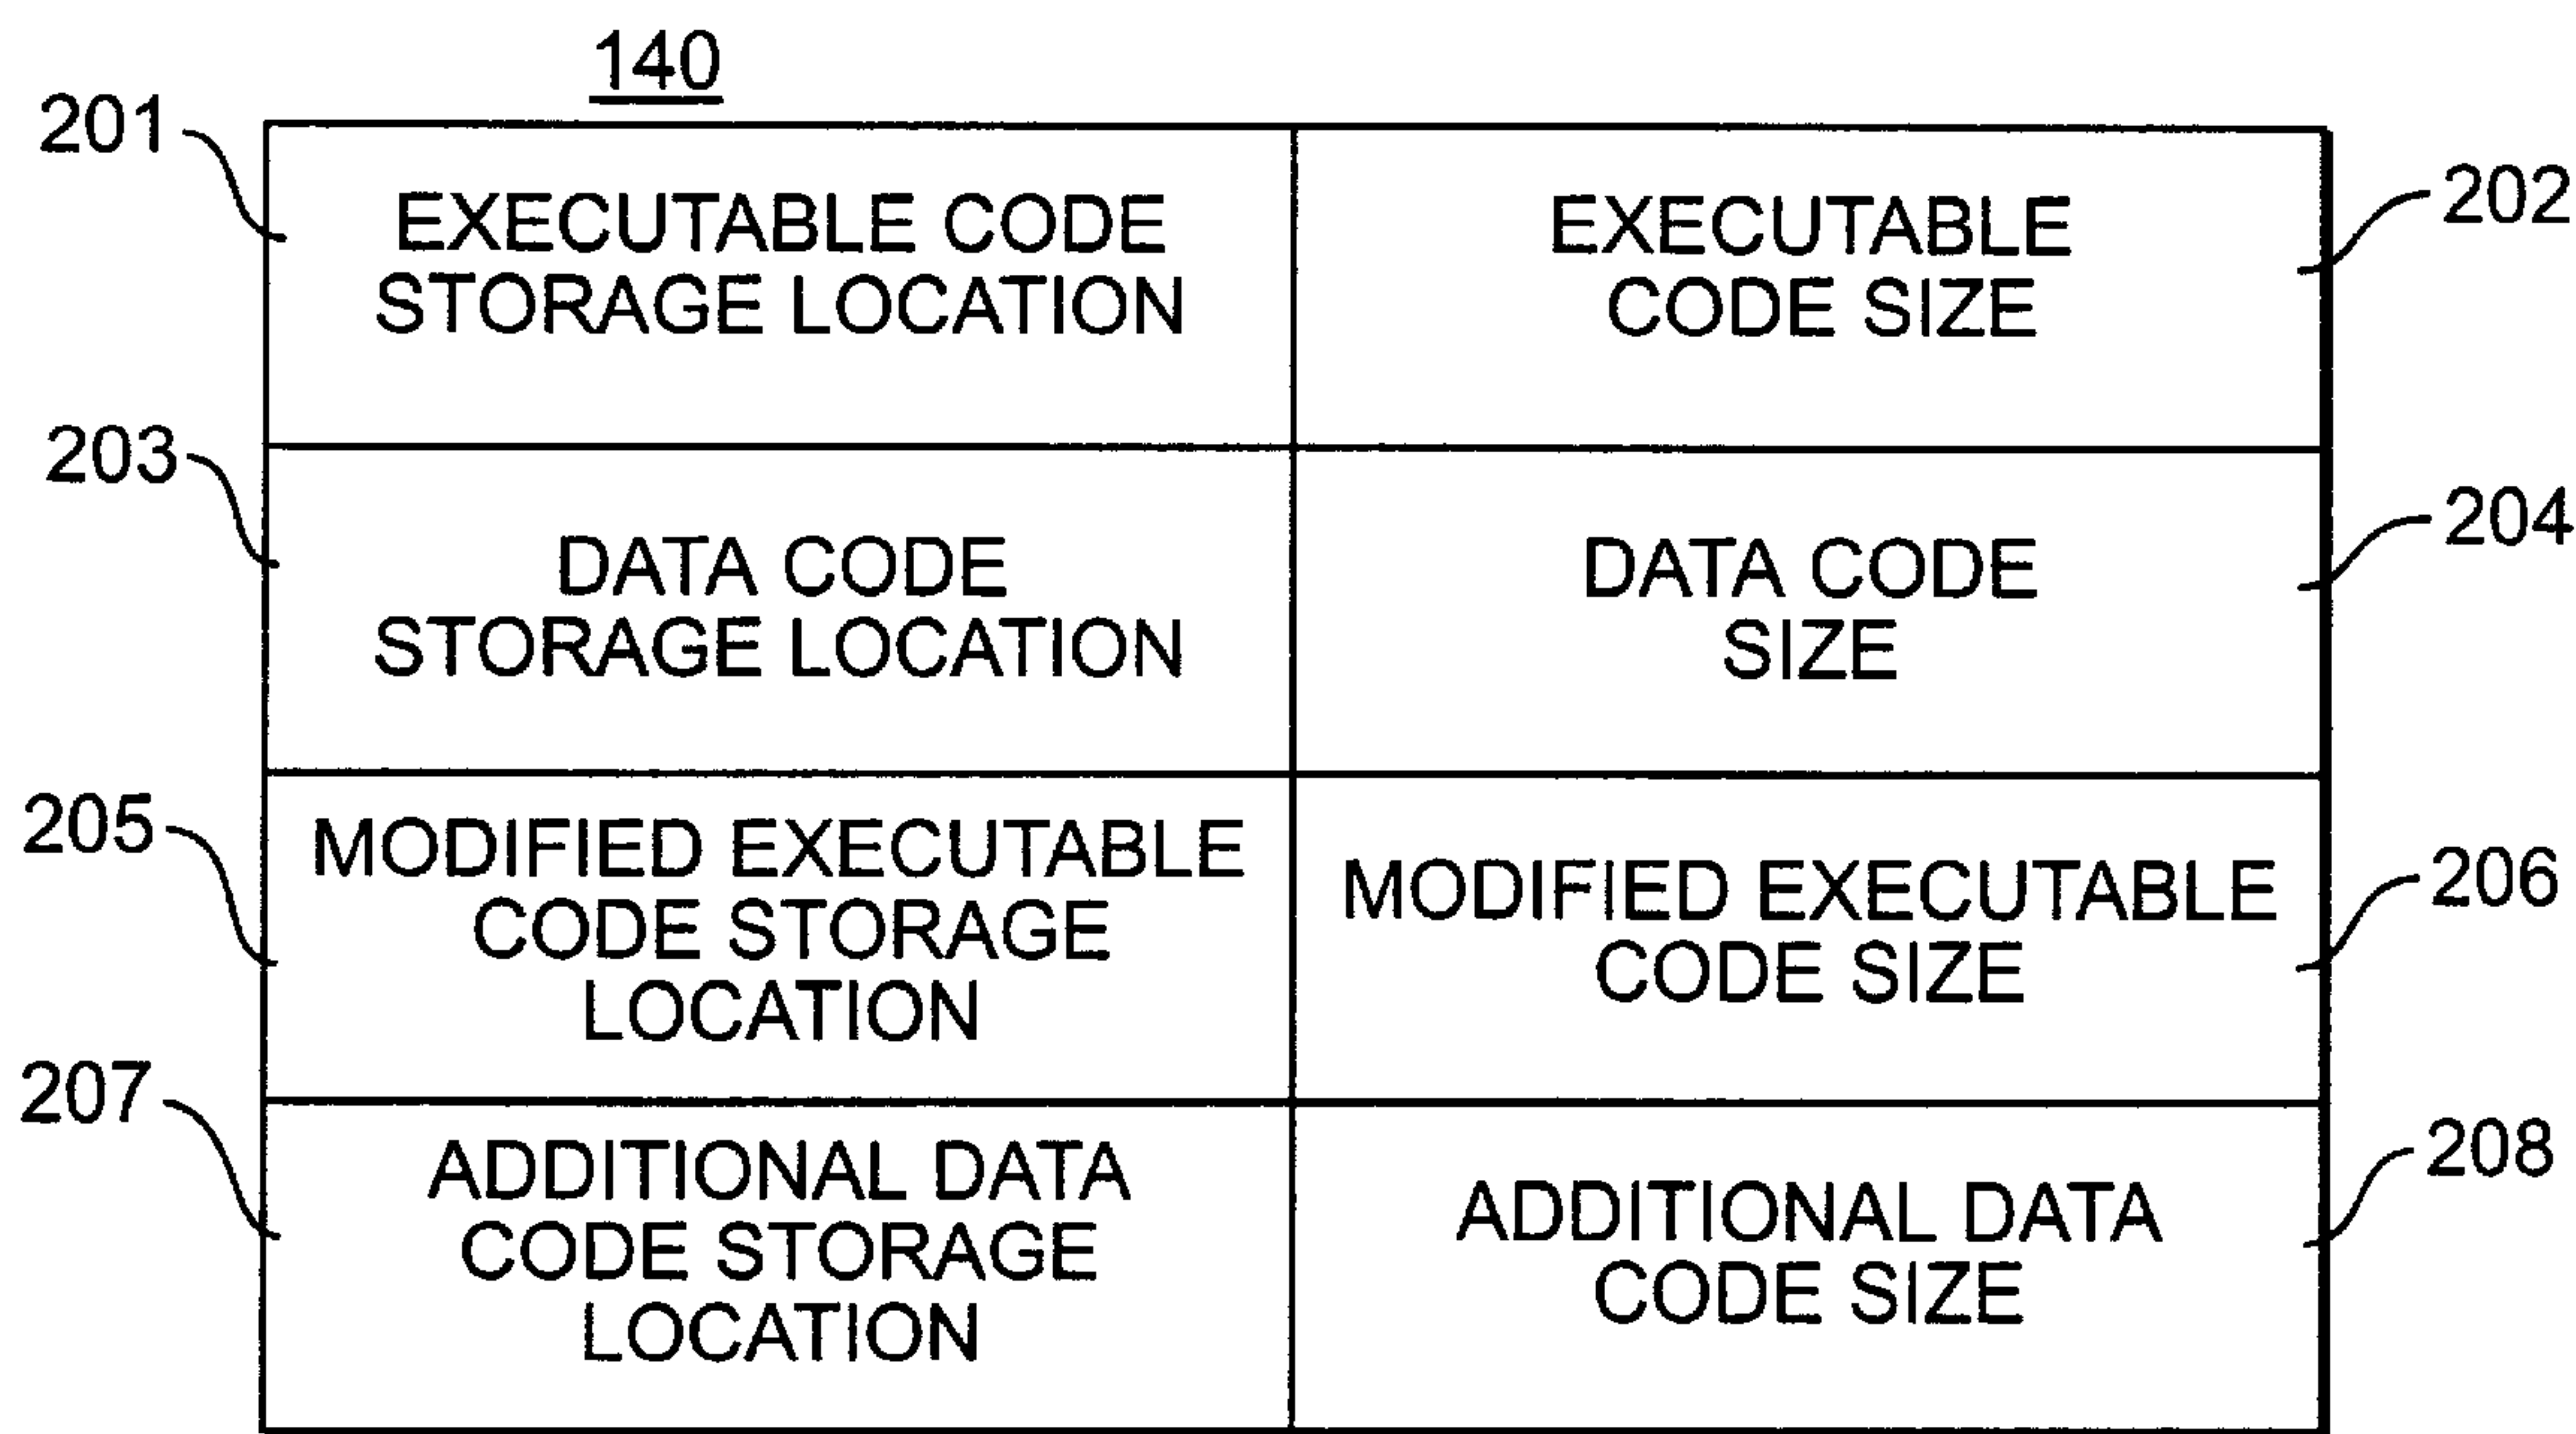 140
201
EXECUTABLE CODE
STORAGE LOCATION
EXECUTABLE
CODE SIZE
202
203
DATA CODE
STORAGE LOCATION
DATA CODE
SIZE
204
205
MODIFIED EXECUTABLE
CODE STORAGE
LOCATION
MODIFIED EXECUTABLE
CODE SIZE
206
207
ADDITIONAL DATA
CODE STORAGE
LOCATION
ADDITIONAL DATA
CODE SIZE
208